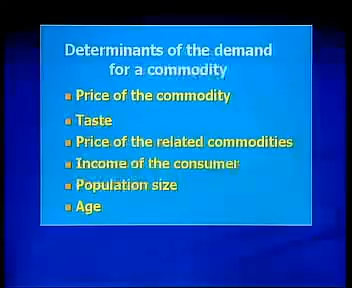 Determinants of the demand
for a commodity
Price of the commodity
Taste
Price of the related commodities
Income of the consumer
Population size
Age